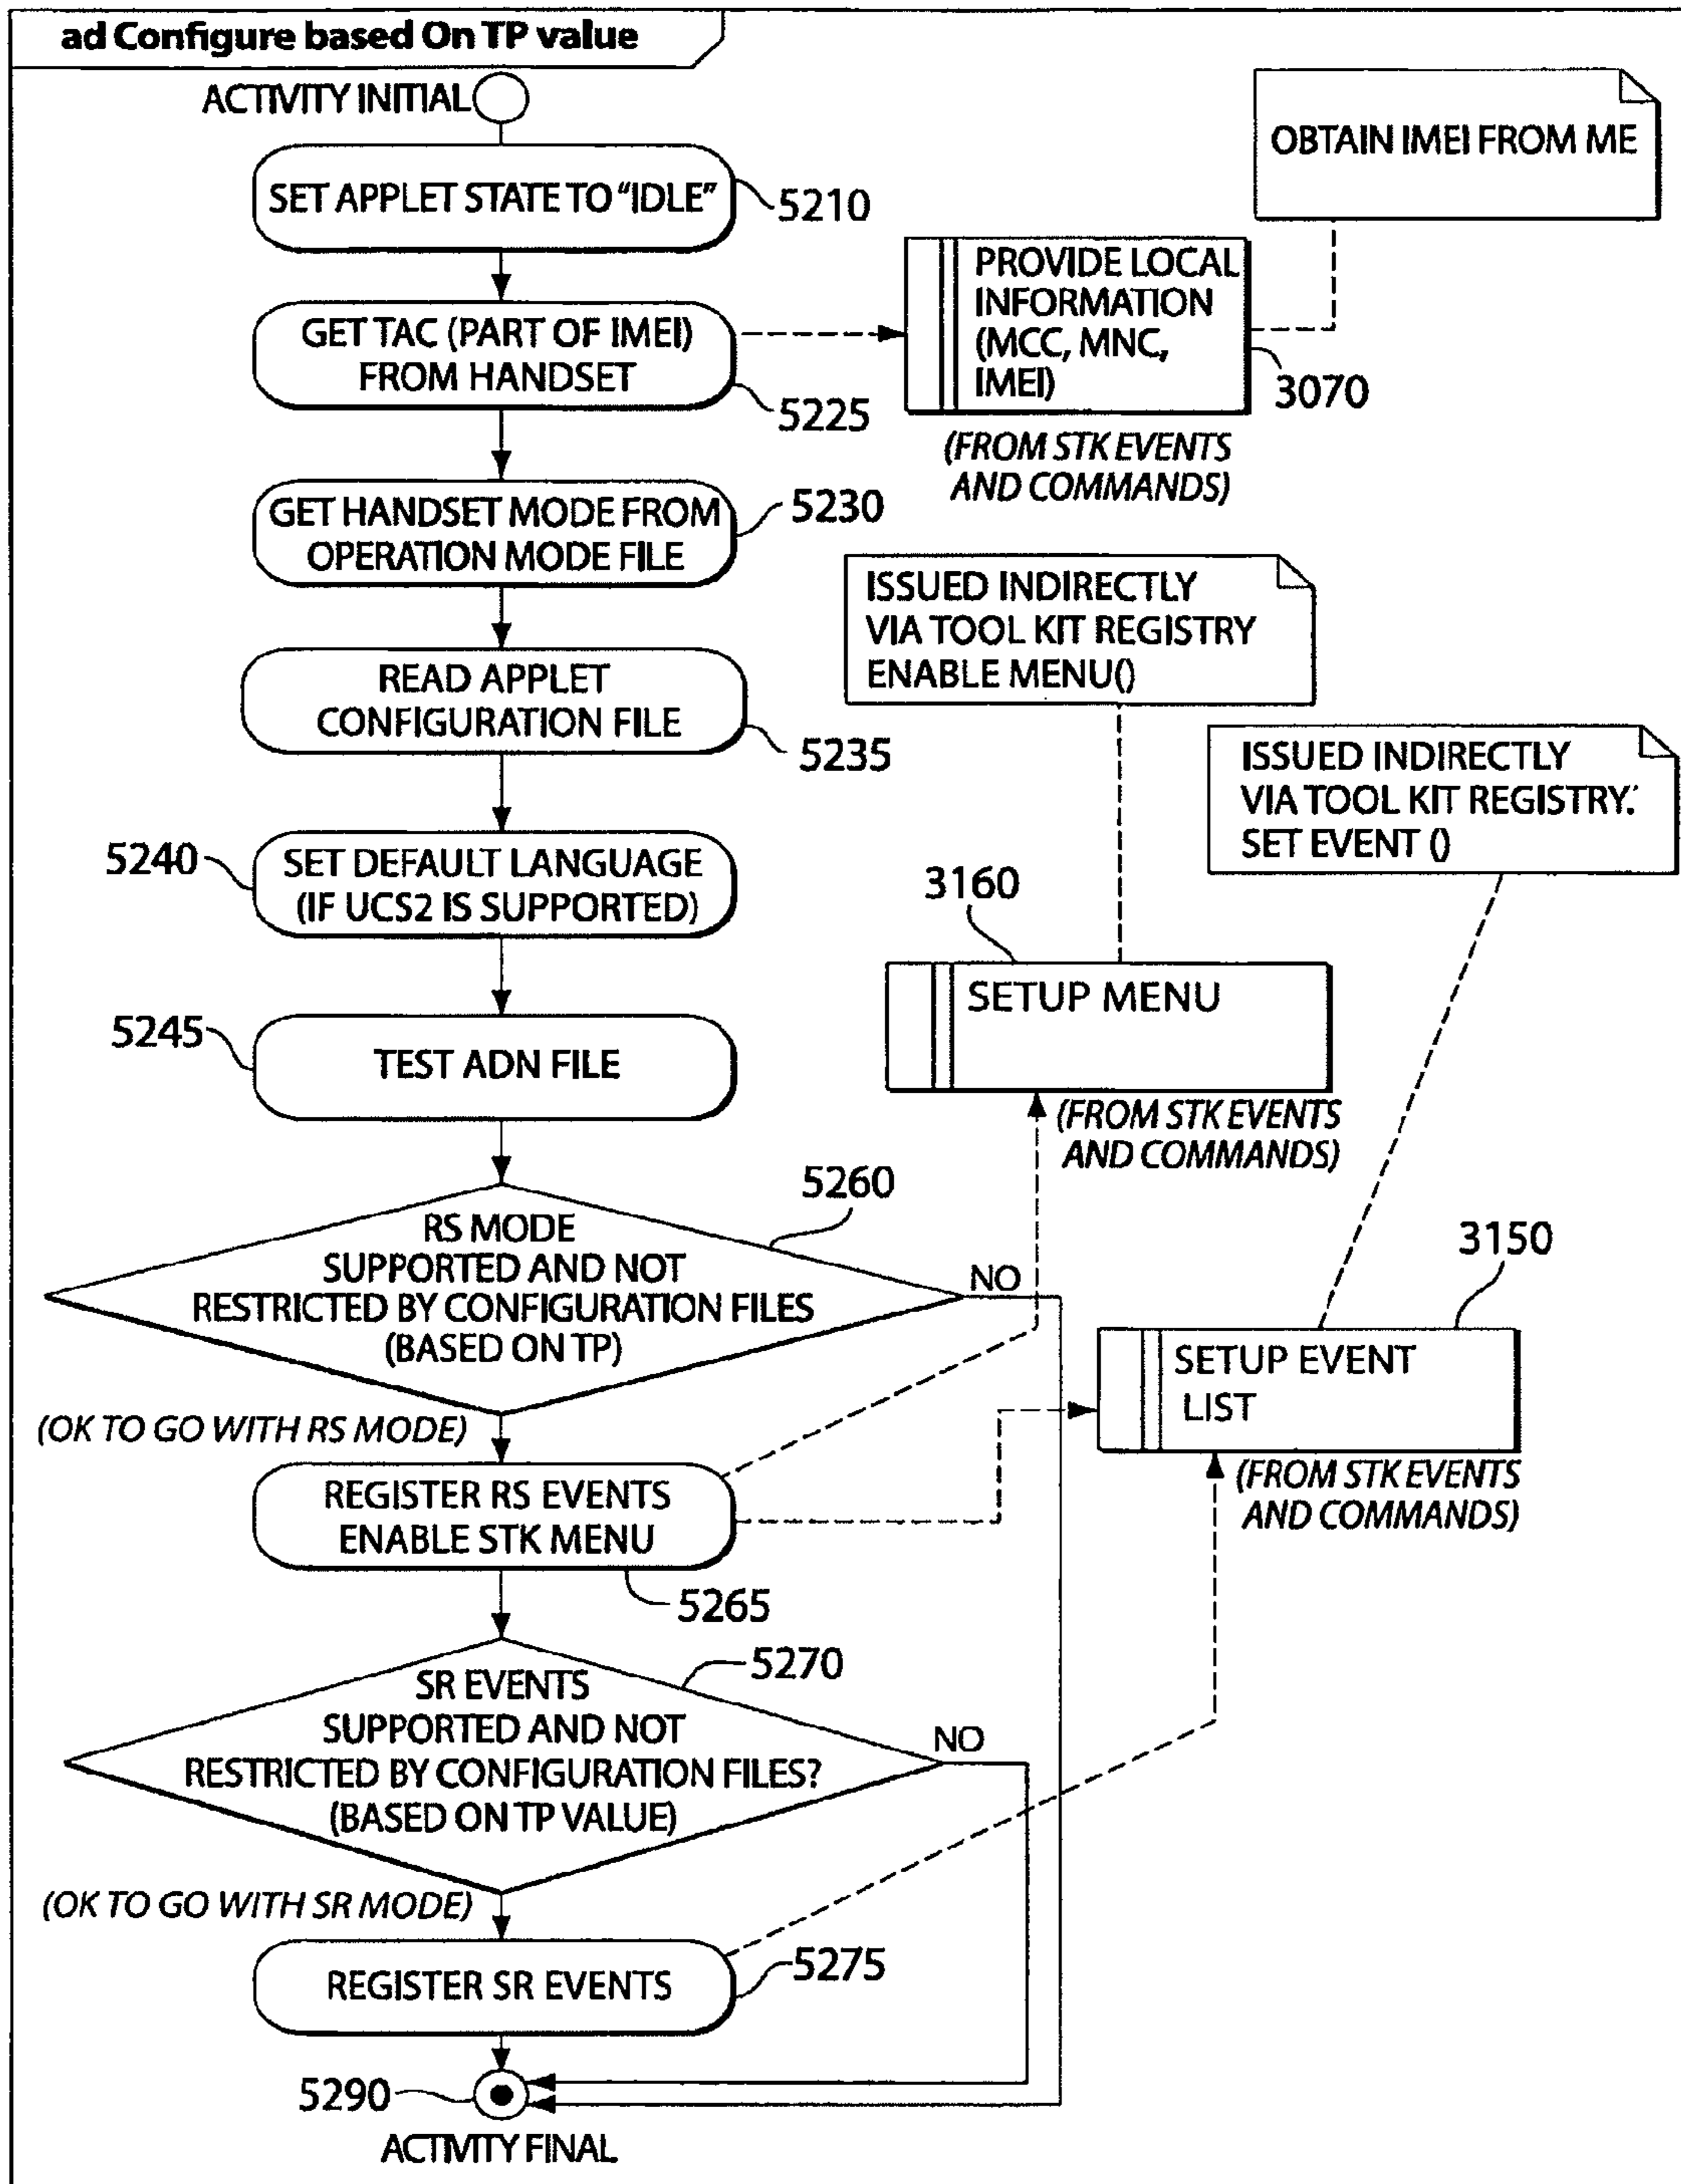 ad Configure based On TP value
ACTIVITY INITIAL
SET APPLET STATE TO "IDLE"
5210
OBTAIN IMEI FROM ME
GET TAC (PART OF IMEI)
FROM HANDSET
5225
PROVIDE LOCAL
INFORMATION
(MCC, MNC,
IMEI)
3070
(FROM STK EVENTS
AND COMMANDS)
GET HANDSET MODE FROM
OPERATION MODE FILE
5230
READ APPLET
CONFIGURATION FILE
5235
ISSUED INDIRECTLY
VIA TOOL KIT REGISTRY
ENABLE MENU()
ISSUED INDIRECTLY
VIA TOOL KIT REGISTRY.'
SET EVENT ()
5240
SET DEFAULT LANGUAGE
(IF UCS2 IS SUPPORTED)
3160
SETUP MENU
(FROM STK EVENTS
AND COMMANDS)
5245
TEST ADN FILE
5260
RS MODE
SUPPORTED AND NOT
RESTRICTED BY CONFIGURATION FILES
(BASED ON TP)
NO
3150
SETUP EVENT
LIST
(FROM STK EVENTS
AND COMMANDS)
(OK TO GO WITH RS MODE)
REGISTER RS EVENTS
ENABLE STK MENU
5265
5270
SR EVENTS
SUPPORTED AND NOT
RESTRICTED BY CONFIGURATION FILES?
(BASED ON TP VALUE)
NO
(OK TO GO WITH SR MODE)
REGISTER SR EVENTS
5275
5290
ACTIVITY FINAL